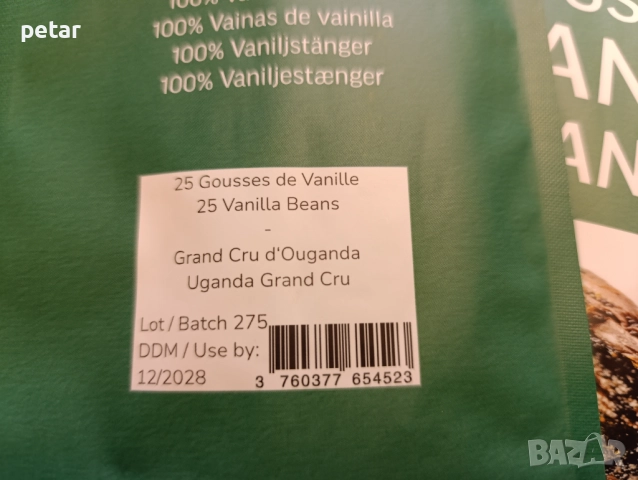 petar
100%
100% Vainas de vainilla
100% Vaniljstänger
100% Vaniljestænger
25 Gousses de Vanille
25 Vanilla Beans
-
Grand Cru d'Ouganda
Uganda Grand Cru
Lot / Batch 275
DDM / Use by:
12/2028
3 760377 654523
BAZAR